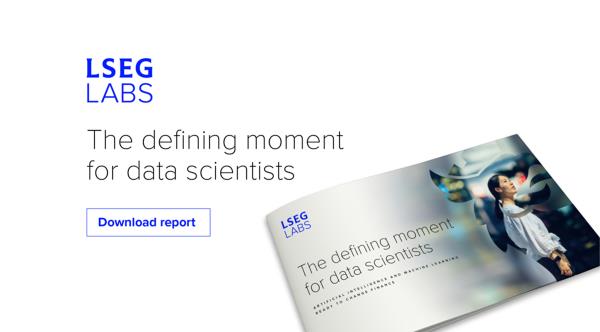 LSEG
LABS
The defining moment
for data scientists
Download report
LSEG
LABS
The defining moment
for data scientists
ARTIFICIAL INTELLIGENCE AND MACHINE LEARNING
READY TO CHANGE FINANCE